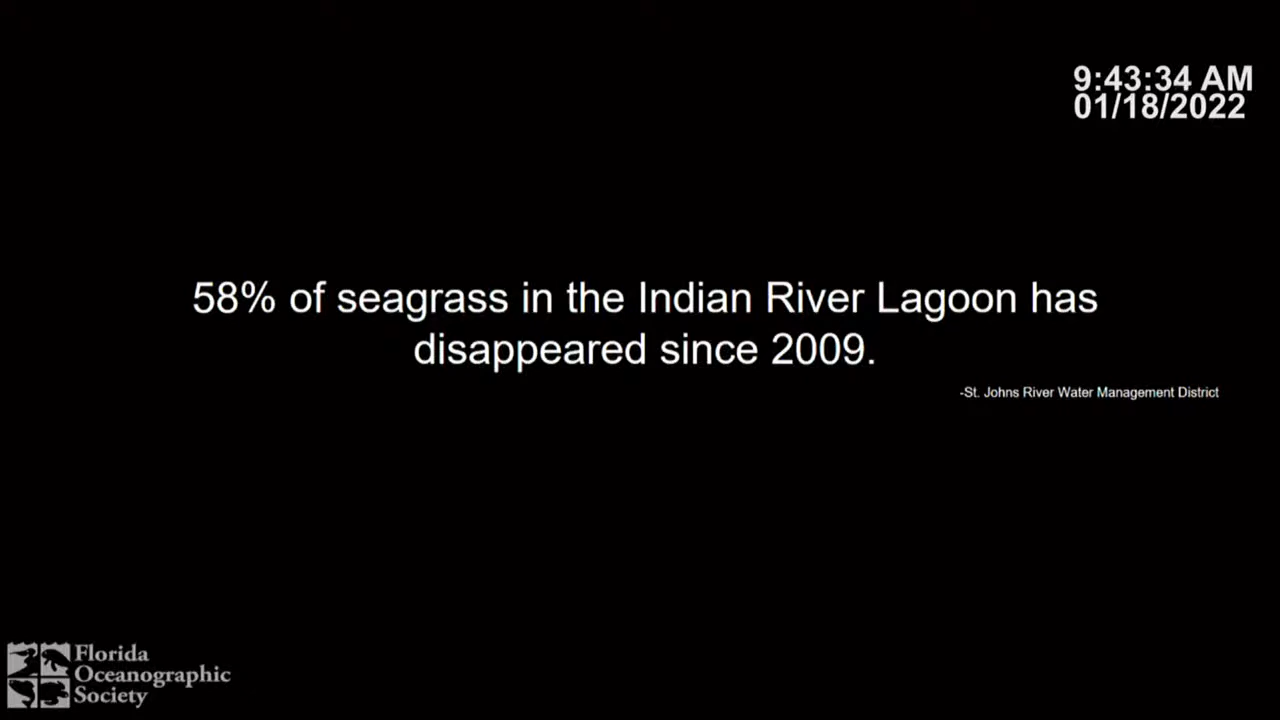 9:43:34 AM
01/18/2022
58% of seagrass in the Indian River Lagoon has
disappeared since 2009.
-St. Johns River Water Management District
Florida
Oceanographic
Society